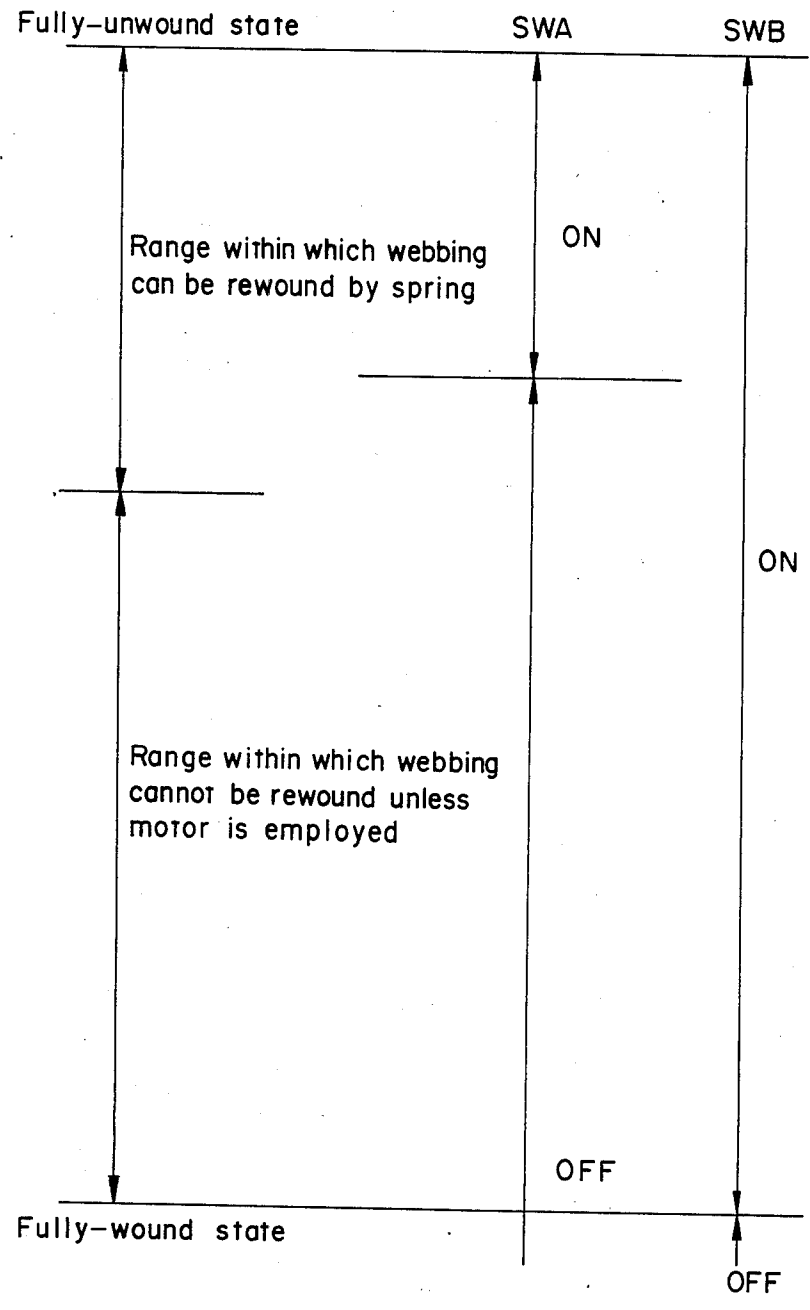 Fully-unwound state SWA SWB
Range within which webbing
can be rewound by spring
ON
ON
Range within which webbing
cannot be rewound unless
motor is employed
OFF
Fully-wound state
OFF